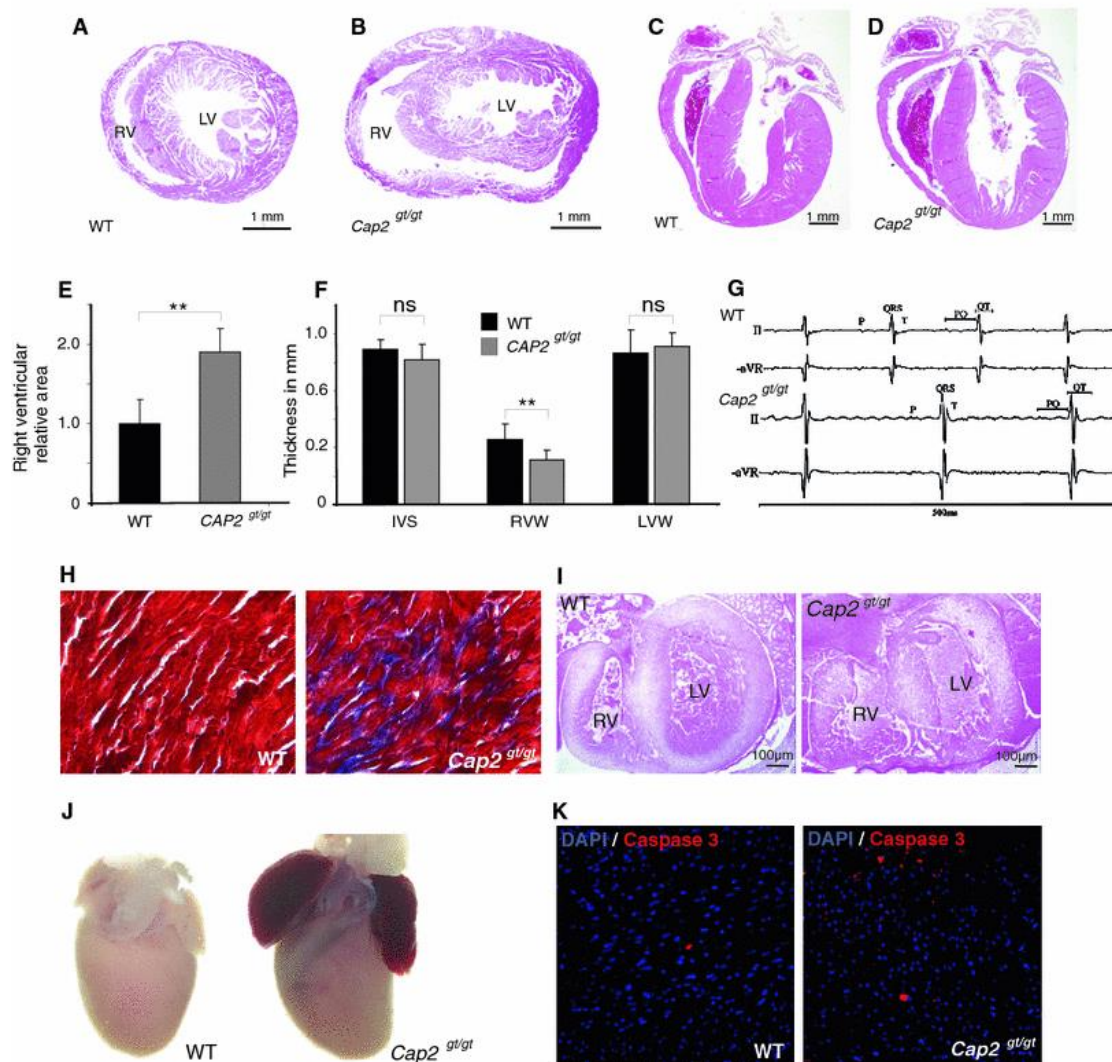 A
B
C
D
RV
LV
RV
LV
WT
1 mm
Cap2 gt/gt
1 mm
WT
1 mm
Cap2 gt/gt
1 mm
E
Right ventricular
relative area
2.0
1.0
0
**
WT
CAP2 gt/gt
F
Thickness in mm
1.0
0.6
0.2
0
ns
**
ns
WT
CAP2 gt/gt
IVS
RVW
LVW
G
WT
II
P
QRS
T
PQ
QT
-aVR
Cap2 gt/gt
II
P
QRS
T
PQ
QT
-aVR
500ms
H
WT
Cap2 gt/gt
I
WT
RV
LV
100µm
Cap2 gt/gt
RV
LV
100µm
J
WT
Cap2 gt/gt
K
DAPI / Caspase 3
WT
DAPI / Caspase 3
Cap2 gt/gt